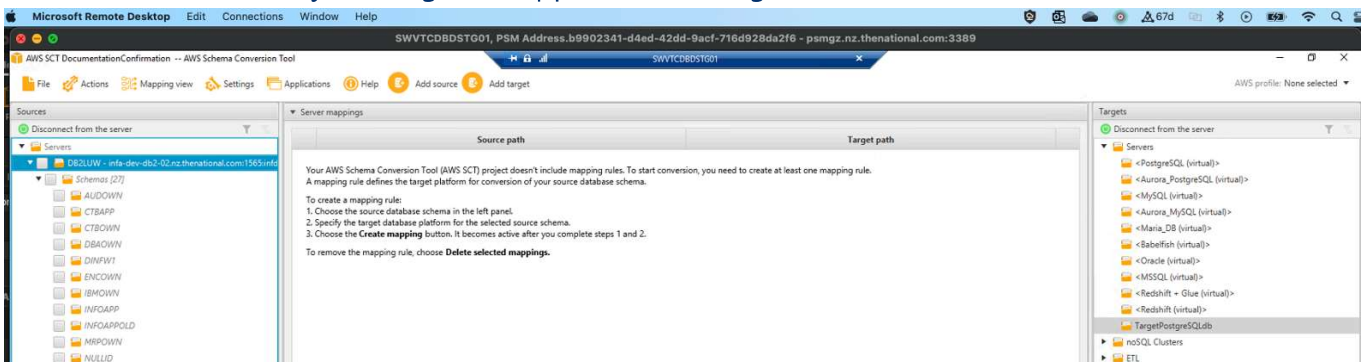 Microsoft Remote Desktop Edit Connections Window Help 67d
SWVTCDBDSTG01, PSM Address.b9902341-d4ed-42dd-9acf-716d928da2f6 - psmgz.nz.thenational.com:3389
AWS SCT DocumentationConfirmation -- AWS Schema Conversion Tool SWVTCDBDSTG01
File Actions Mapping view Settings Applications Help Add source Add target AWS profile: None selected
Sources
Disconnect from the server
Servers
DB2LUW - infa-dev-db2-02.nz.thenational.com:1565:infd
Schemas [27]
AUDOWN
CTBAPP
CTBOWN
DBAOWN
DINFW1
ENCOWN
IBMOWN
INFOAPP
INFOAPPOLD
MRPOWN
NULLID
Server mappings
Source path Target path
Your AWS Schema Conversion Tool (AWS SCT) project doesn't include mapping rules. To start conversion, you need to create at least one mapping rule.
A mapping rule defines the target platform for conversion of your source database schema.
To create a mapping rule:
1. Choose the source database schema in the left panel.
2. Specify the target database platform for the selected source schema.
3. Choose the Create mapping button. It becomes active after you complete steps 1 and 2.
To remove the mapping rule, choose Delete selected mappings.
Targets
Disconnect from the server
Servers
<PostgreSQL (virtual)>
<Aurora_PostgreSQL (virtual)>
<MySQL (virtual)>
<Aurora_MySQL (virtual)>
<Maria_DB (virtual)>
<Babelfish (virtual)>
<Oracle (virtual)>
<MSSQL (virtual)>
<Redshift + Glue (virtual)>
<Redshift (virtual)>
TargetPostgreSQLdb
noSQL Clusters
ETL